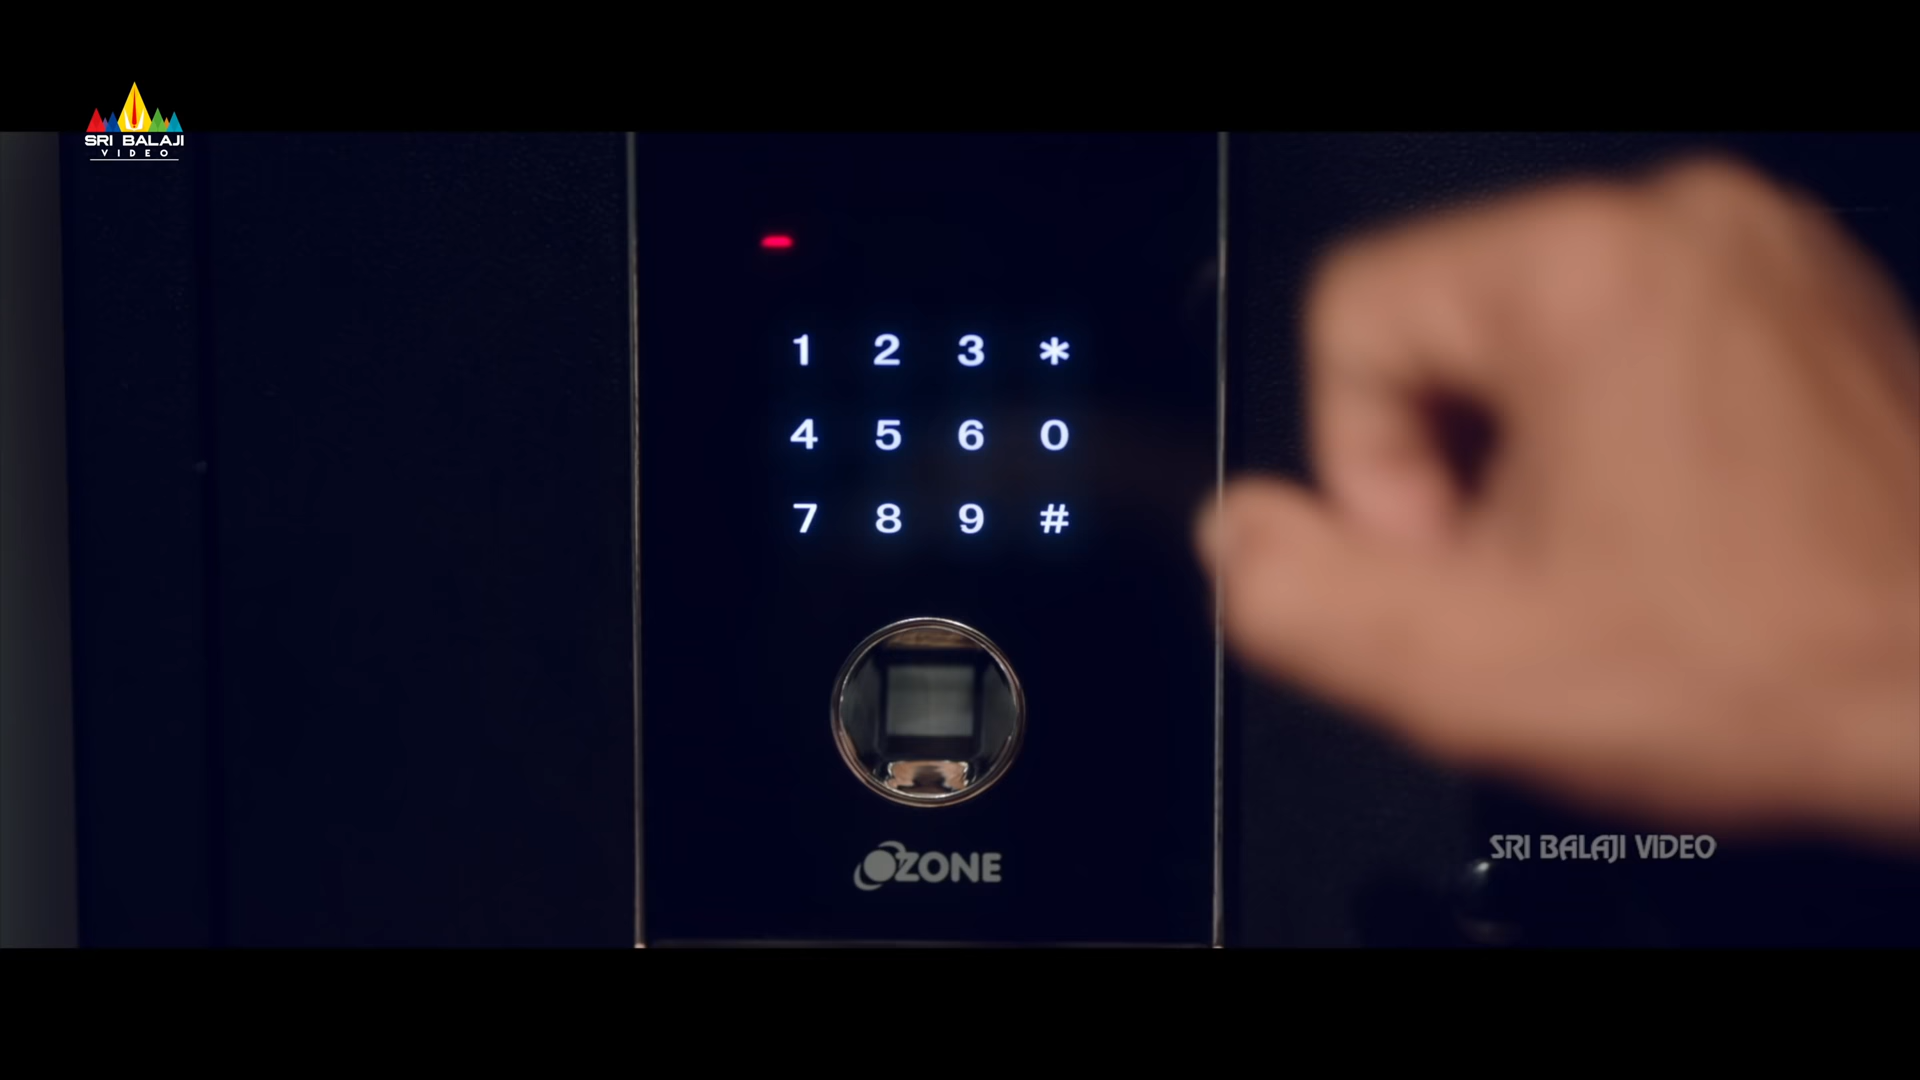 SRI BALAJI
VIDEO
1 2 3 *
4 5 6 0
7 8 9 #
OZONE
SRI BALAJI VIDEO